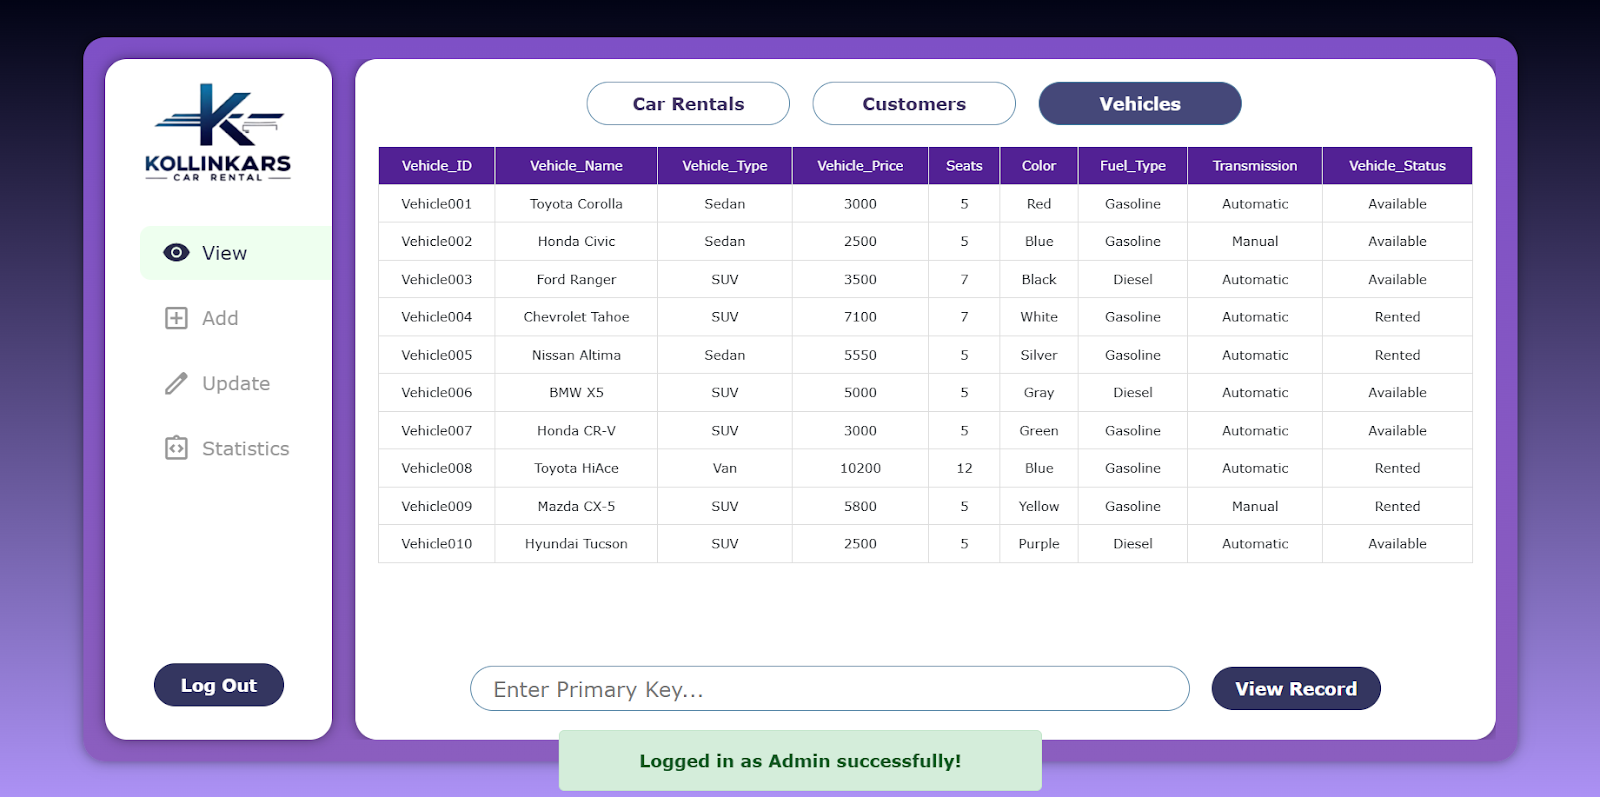 KOLLINKARS
CAR RENTAL
View
Add
Update
Statistics
Log Out
Car Rentals Customers Vehicles
Vehicle_ID Vehicle_Name Vehicle_Type Vehicle_Price Seats Color Fuel_Type Transmission Vehicle_Status
Vehicle001 Toyota Corolla Sedan 3000 5 Red Gasoline Automatic Available
Vehicle002 Honda Civic Sedan 2500 5 Blue Gasoline Manual Available
Vehicle003 Ford Ranger SUV 3500 7 Black Diesel Automatic Available
Vehicle004 Chevrolet Tahoe SUV 7100 7 White Gasoline Automatic Rented
Vehicle005 Nissan Altima Sedan 5550 5 Silver Gasoline Automatic Rented
Vehicle006 BMW X5 SUV 5000 5 Gray Diesel Automatic Available
Vehicle007 Honda CR-V SUV 3000 5 Green Gasoline Automatic Available
Vehicle008 Toyota HiAce Van 10200 12 Blue Gasoline Automatic Rented
Vehicle009 Mazda CX-5 SUV 5800 5 Yellow Gasoline Manual Rented
Vehicle010 Hyundai Tucson SUV 2500 5 Purple Diesel Automatic Available
Enter Primary Key... View Record
Logged in as Admin successfully!